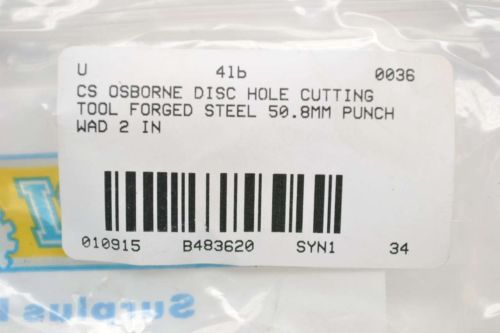 U 41b 0036
CS OSBORNE DISC HOLE CUTTING
TOOL FORGED STEEL 50.8MM PUNCH
WAD 2 IN
010915 B483620 SYN1 34
Surplus